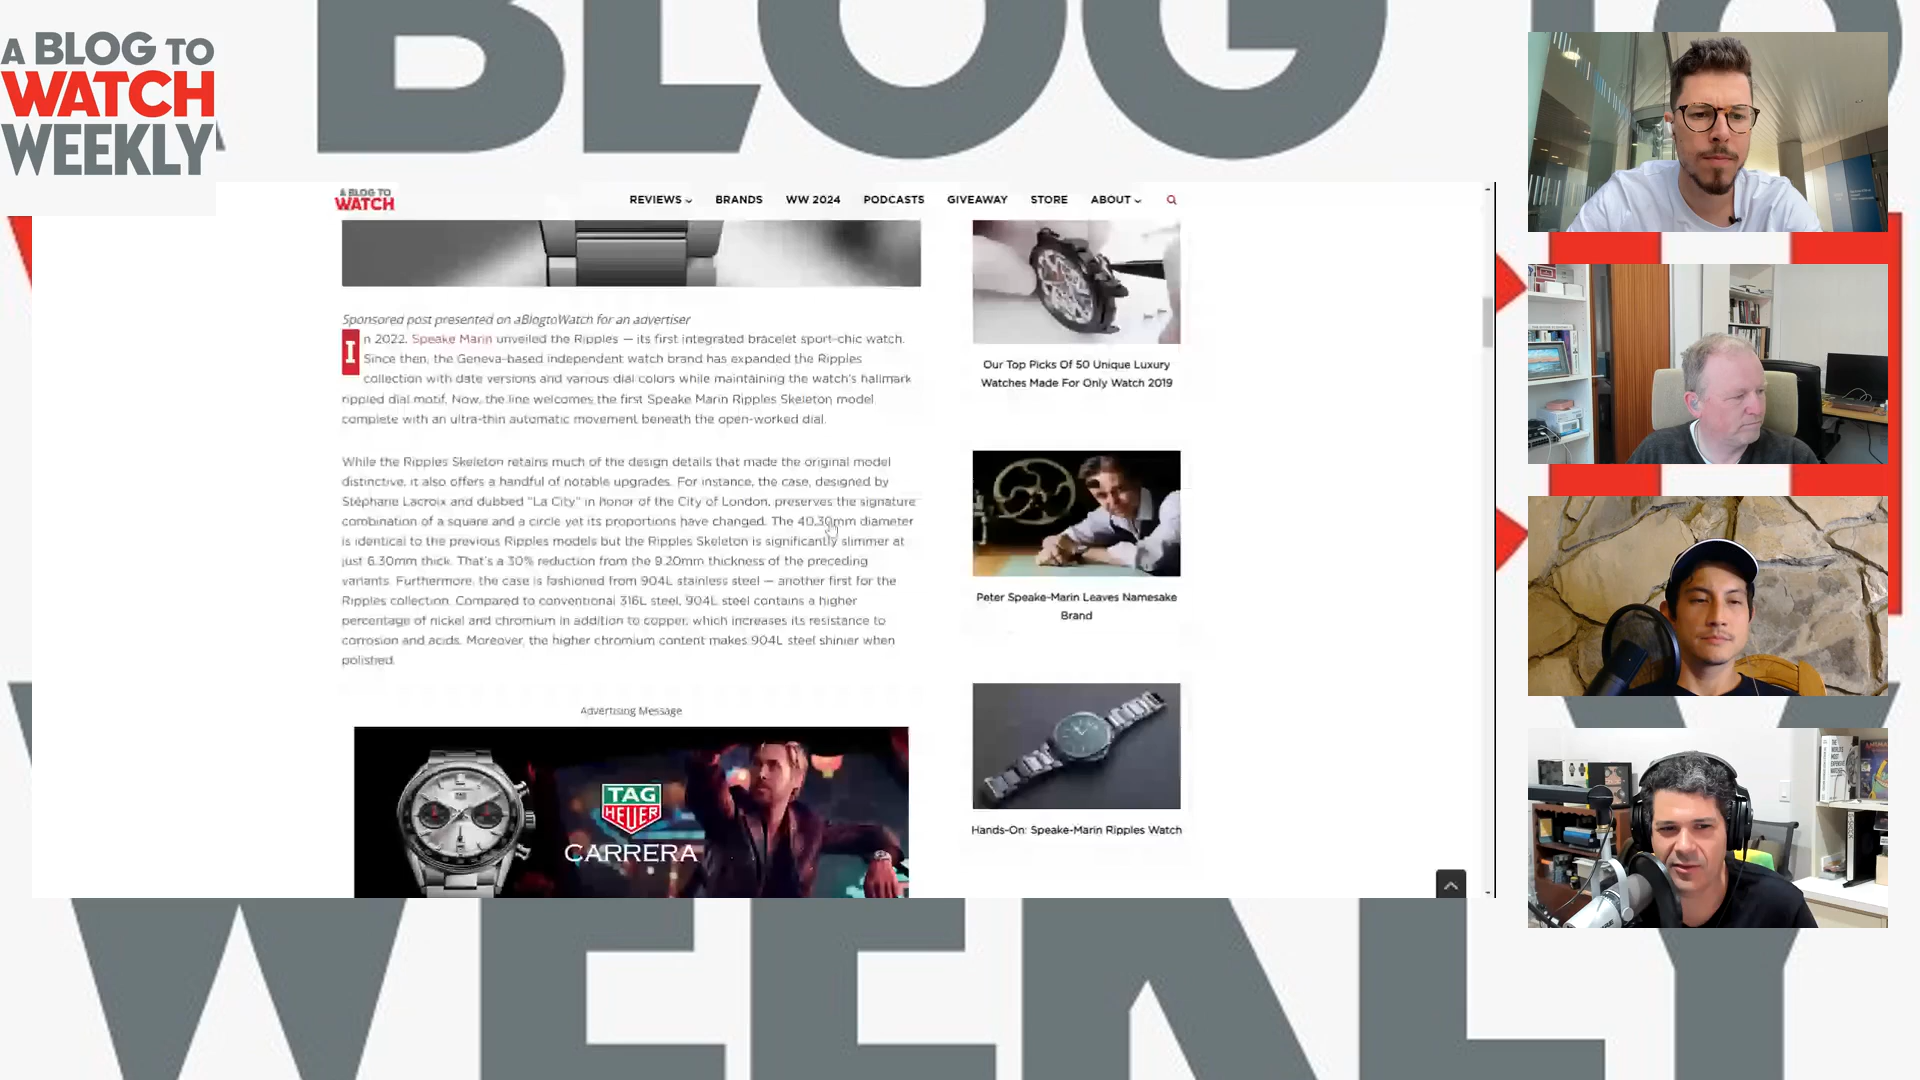 A BLOG TO
WATCH
WEEKLY
BLOG
A BLOG TO
WATCH
REVIEWS
BRANDS
WW 2024
PODCASTS
GIVEAWAY
STORE
ABOUT
Sponsored post presented on aBlogtoWatch for an advertiser
In 2022, Speake Marin unveiled the Ripples — its first integrated bracelet sport-chic watch.
Since then, the Geneva-based independent watch brand has expanded the Ripples
collection with date versions and various dial colors while maintaining the watch's hallmark
rippled dial motif. Now, the line welcomes the first Speake Marin Ripples Skeleton model
complete with an ultra-thin automatic movement beneath the open-worked dial.
While the Ripples Skeleton retains much of the design details that made the original model
distinctive, it also offers a handful of notable upgrades. For instance, the case, designed by
Stéphane Lacroix and dubbed "La City" in honor of the City of London, preserves the signature
combination of a square and a circle yet its proportions have changed. The 40.30mm diameter
is identical to the previous Ripples models but the Ripples Skeleton is significantly slimmer at
just 6.30mm thick. That's a 30% reduction from the 9.20mm thickness of the preceding
variants. Furthermore, the case is fashioned from 904L stainless steel — another first for the
Ripples collection. Compared to conventional 316L steel, 904L steel contains a higher
percentage of nickel and chromium in addition to copper, which increases its resistance to
corrosion and acids. Moreover, the higher chromium content makes 904L steel shinier when
polished.
Advertising Message
TAG
HEUER
CARRERA
Our Top Picks Of 50 Unique Luxury
Watches Made For Only Watch 2019
Peter Speake-Marin Leaves Namesake
Brand
Hands-On: Speake-Marin Ripples Watch
WEEKLY